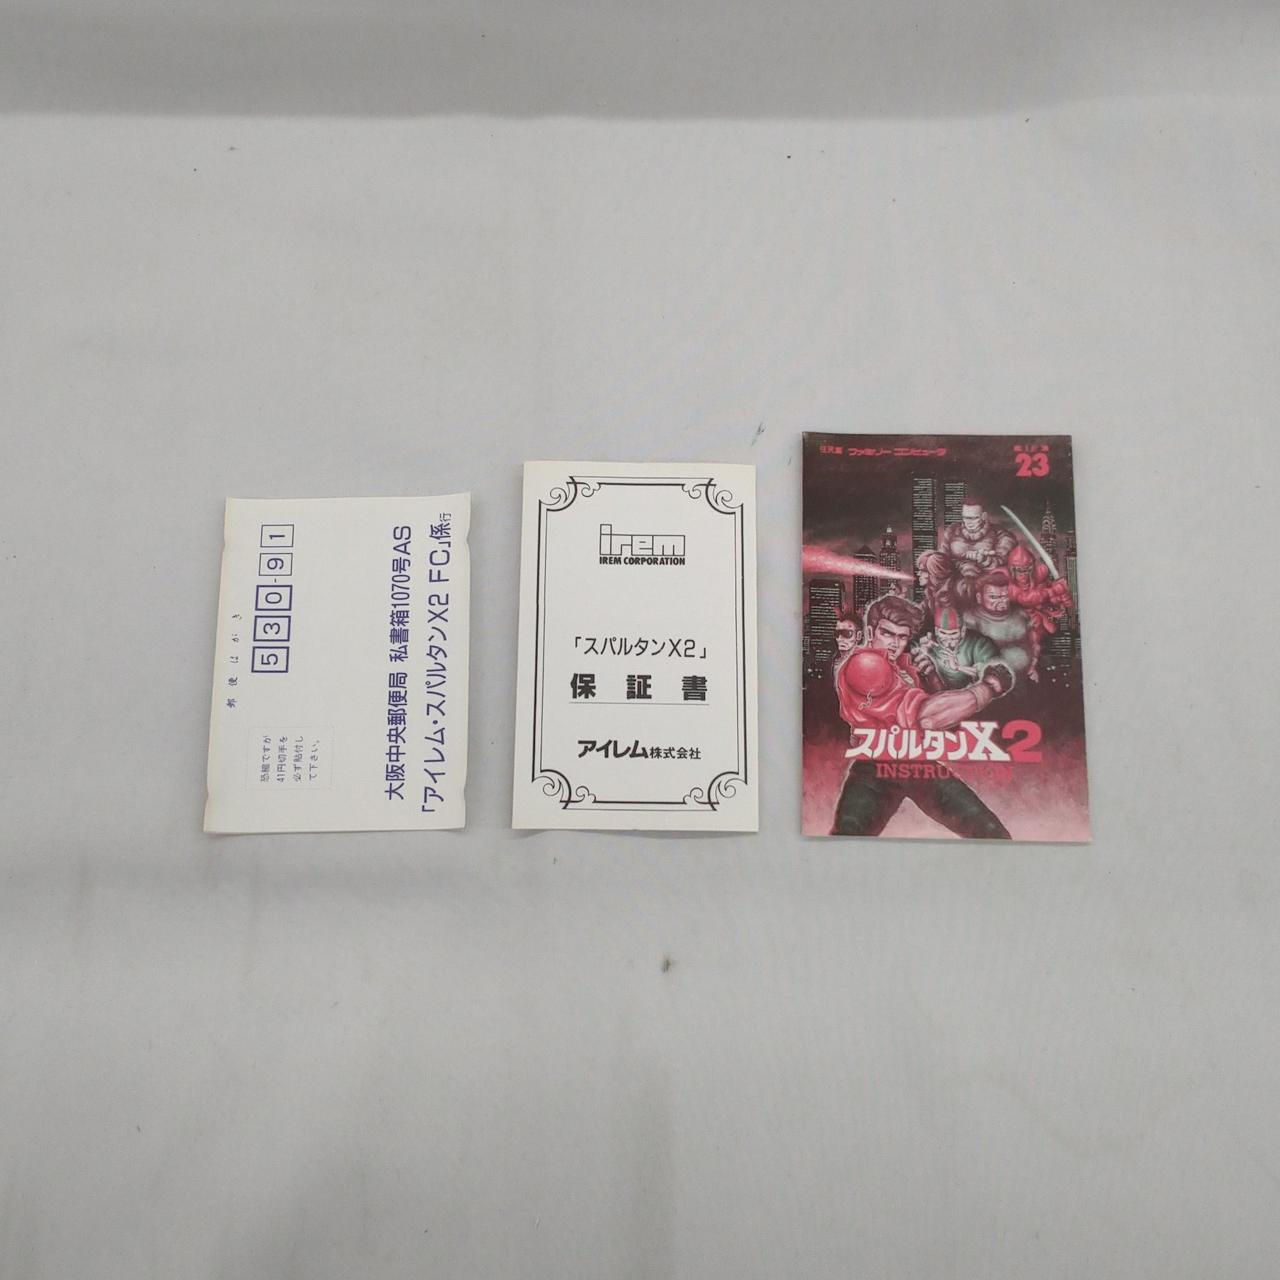 郵便はがき
530-91
恐縮ですが
41円切手を
必ず貼付し
て下さい。
大阪中央郵便局 私書箱1070号AS
「アイレム・スパルタンX2 FC」係行
irem
IREM CORPORATION
「スパルタンX2」
保証書
アイレム株式会社
任天堂 ファミリーコンピュータ
23
スパルタンX2
INSTRUCTION